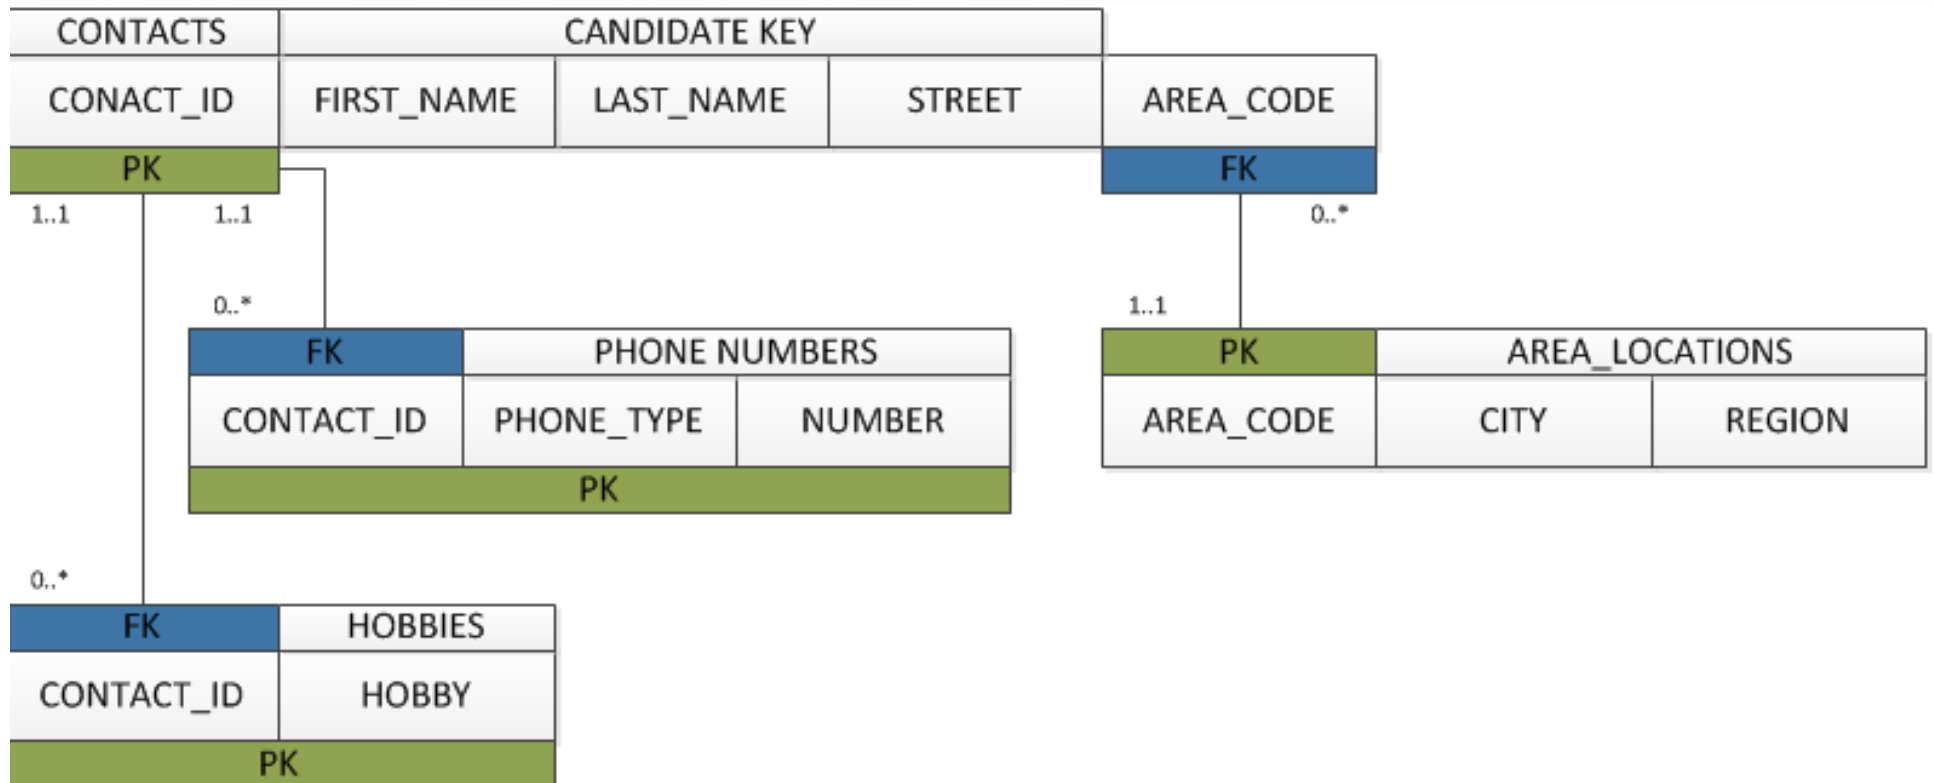 CONTACTS CANDIDATE KEY
CONACT_ID FIRST_NAME LAST_NAME STREET AREA_CODE
PK FK
1..1 1..1 0..*
0..* 1..1
FK PHONE NUMBERS PK AREA_LOCATIONS
CONTACT_ID PHONE_TYPE NUMBER AREA_CODE CITY REGION
PK
0..*
FK HOBBIES
CONTACT_ID HOBBY
PK